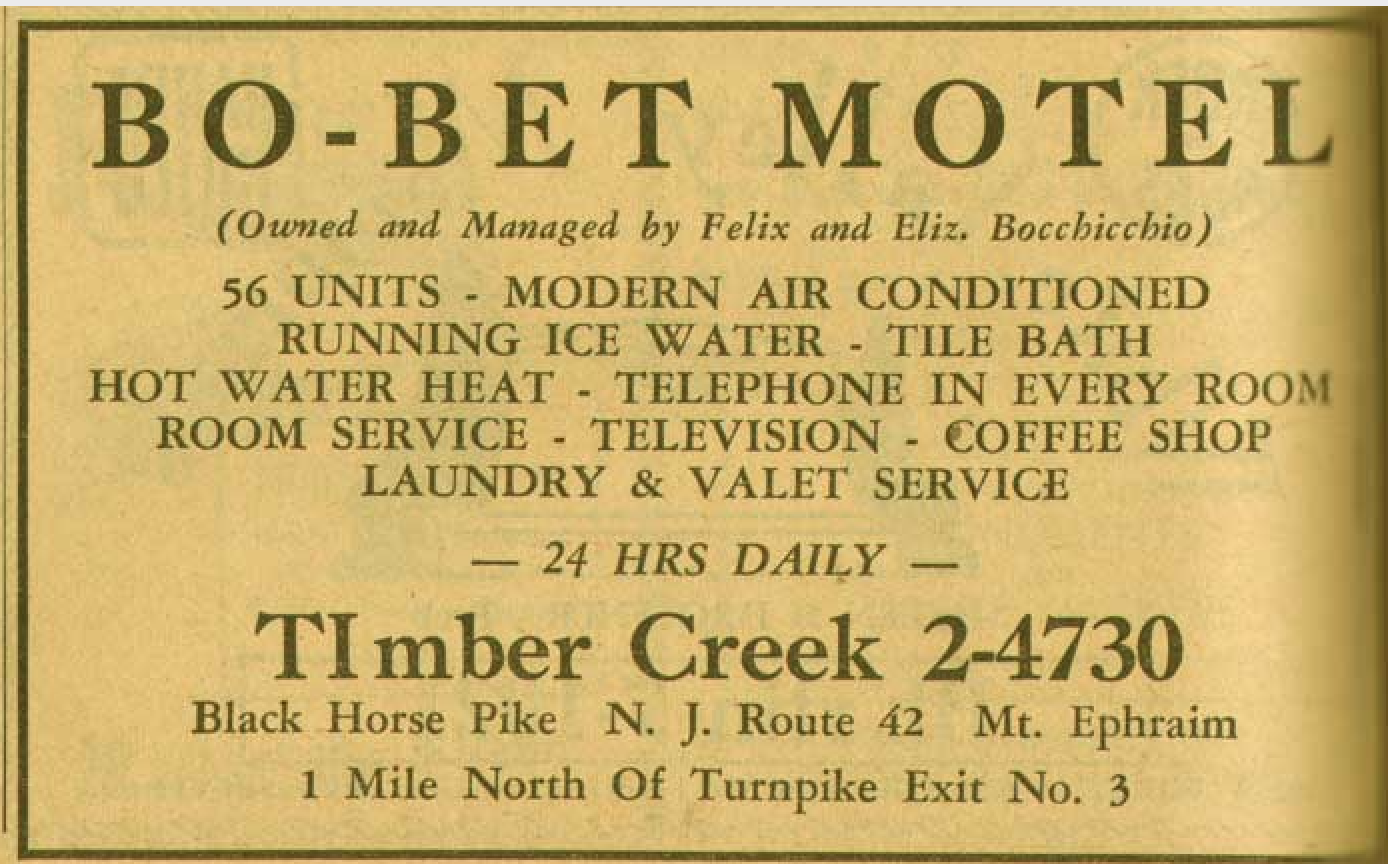 BO-BET MOTEL
(Owned and Managed by Felix and Eliz. Bocchicchio)
56 UNITS - MODERN AIR CONDITIONED
RUNNING ICE WATER - TILE BATH
HOT WATER HEAT - TELEPHONE IN EVERY ROOM
ROOM SERVICE - TELEVISION - COFFEE SHOP
LAUNDRY & VALET SERVICE
— 24 HRS DAILY —
TImber Creek 2-4730
Black Horse Pike N. J. Route 42 Mt. Ephraim
1 Mile North Of Turnpike Exit No. 3